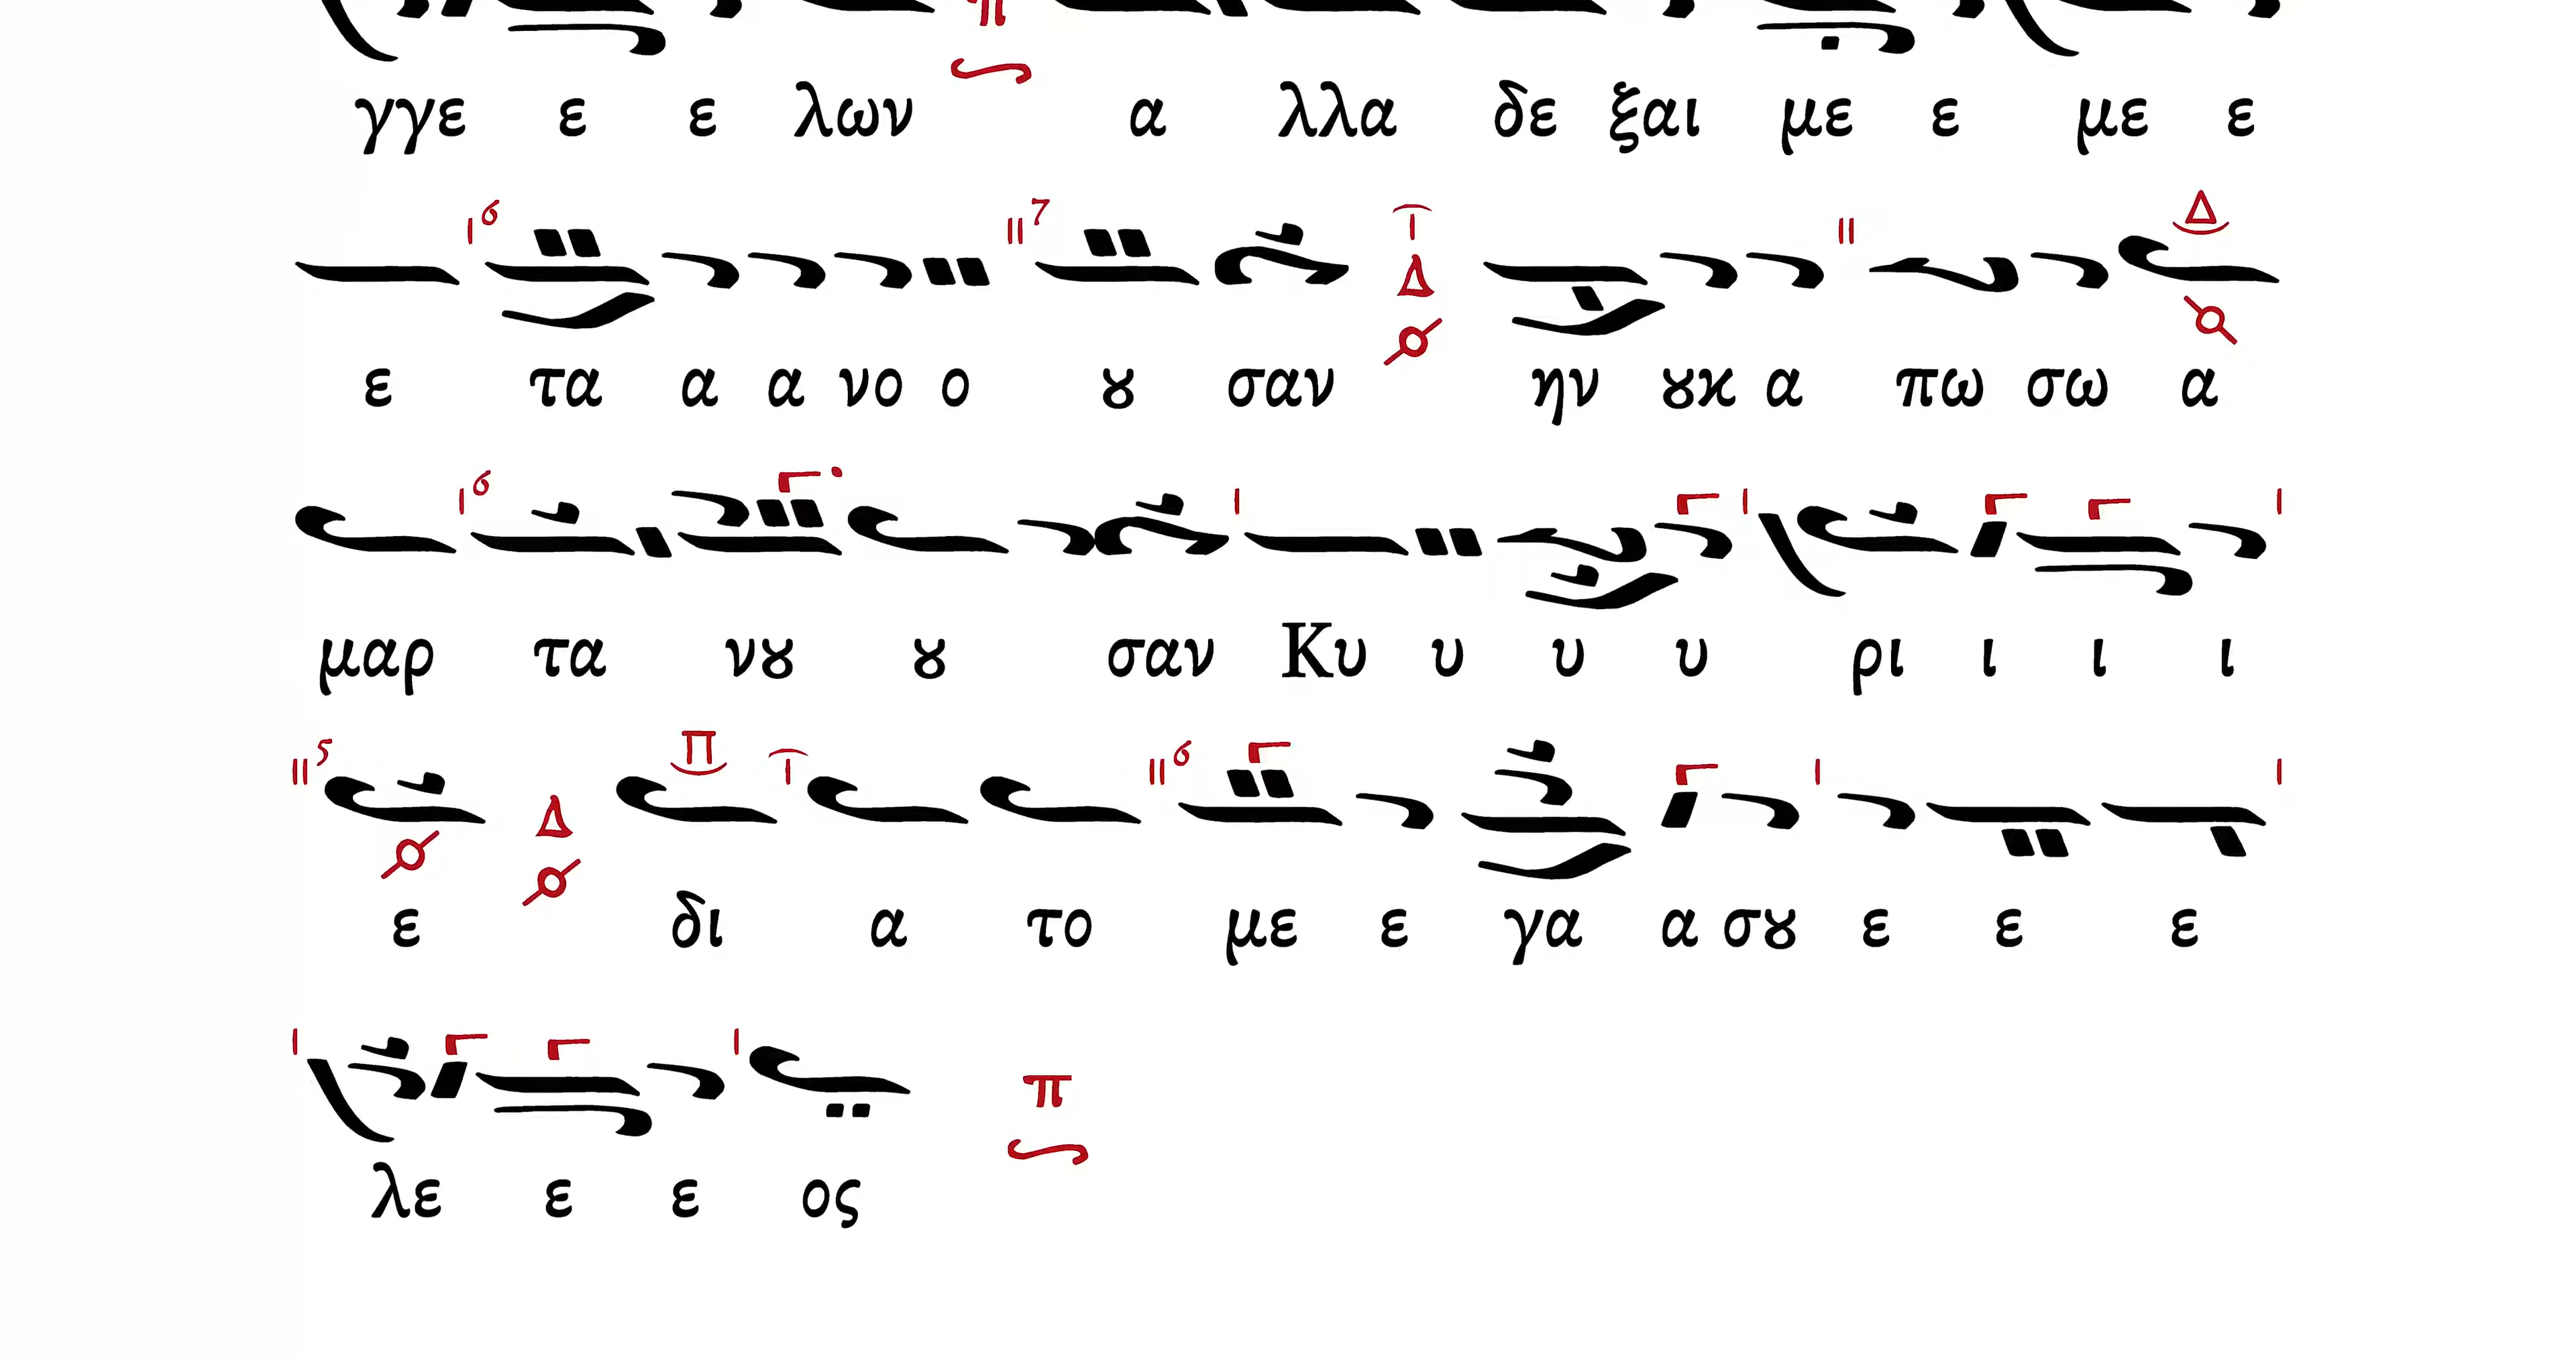 γγε ε ε λων α λλα δε ξαι με ε με ε
ε τα α α νο ο ȣ σαν ην ȣκ α πω σω α
μαρ τα νȣ ȣ σαν Κυ υ υ υ ρι ι ι ι
ε δι α το με ε γα α σȣ ε ε ε
λε ε ε ος